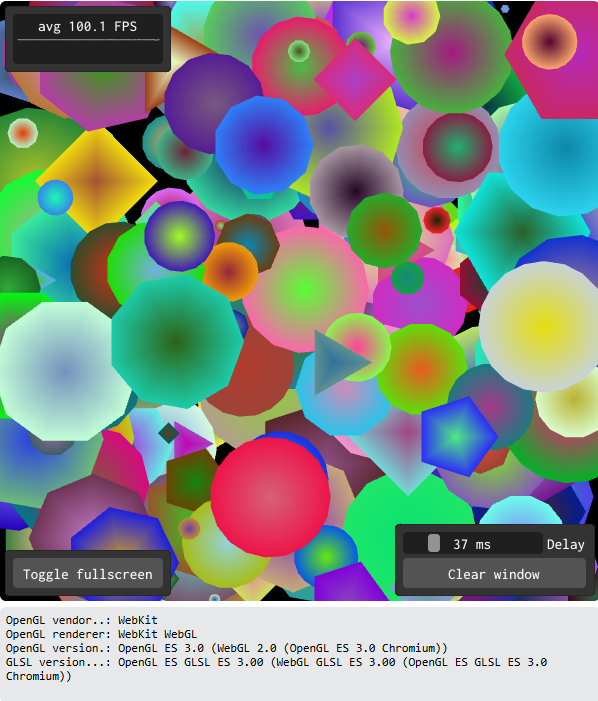 avg 100.1 FPS
37 ms Delay
Toggle fullscreen
Clear window
OpenGL vendor..: WebKit
OpenGL renderer: WebKit WebGL
OpenGL version.: OpenGL ES 3.0 (WebGL 2.0 (OpenGL ES 3.0 Chromium))
GLSL version...: OpenGL ES GLSL ES 3.00 (WebGL GLSL ES 3.00 (OpenGL ES GLSL ES 3.0
Chromium))